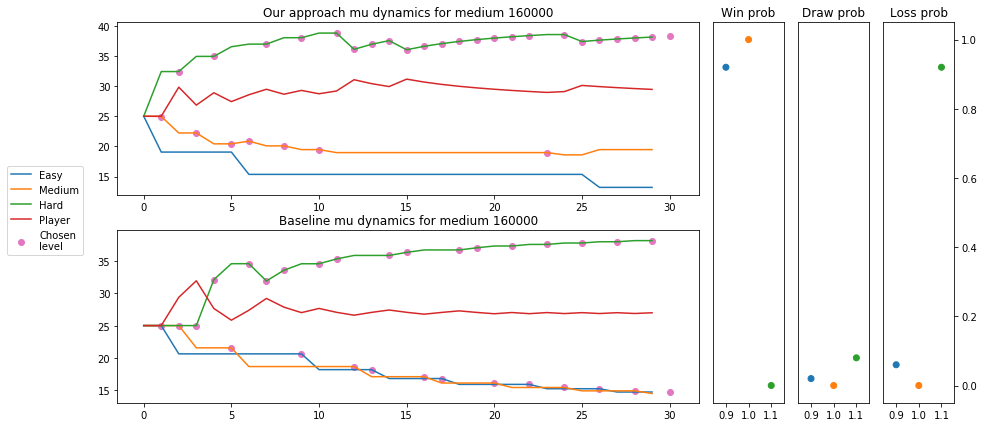 Our approach mu dynamics for medium 160000
40
35
30
25
20
15
0 5 10 15 20 25 30
Easy
Medium
Hard
Player
Chosen
level
Baseline mu dynamics for medium 160000
35
30
25
20
15
0 5 10 15 20 25 30
Win prob
0.9 1.0 1.1
Draw prob
0.9 1.0 1.1
Loss prob
0.9 1.0 1.1
1.0
0.8
0.6
0.4
0.2
0.0